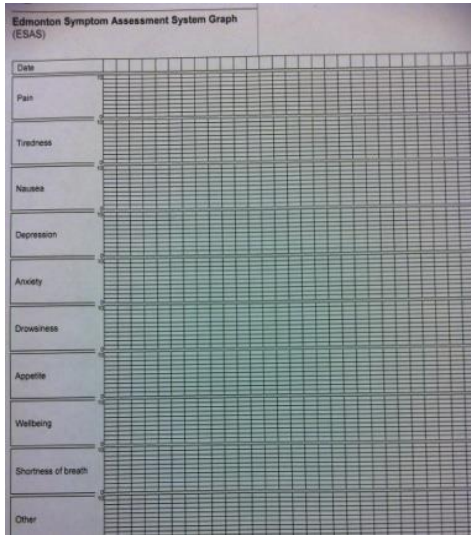 Edmonton Symptom Assessment System Graph
(ESAS)
Date
Pain
Tiredness
Nausea
Depression
Anxiety
Drowsiness
Appetite
Wellbeing
Shortness of breath
Other